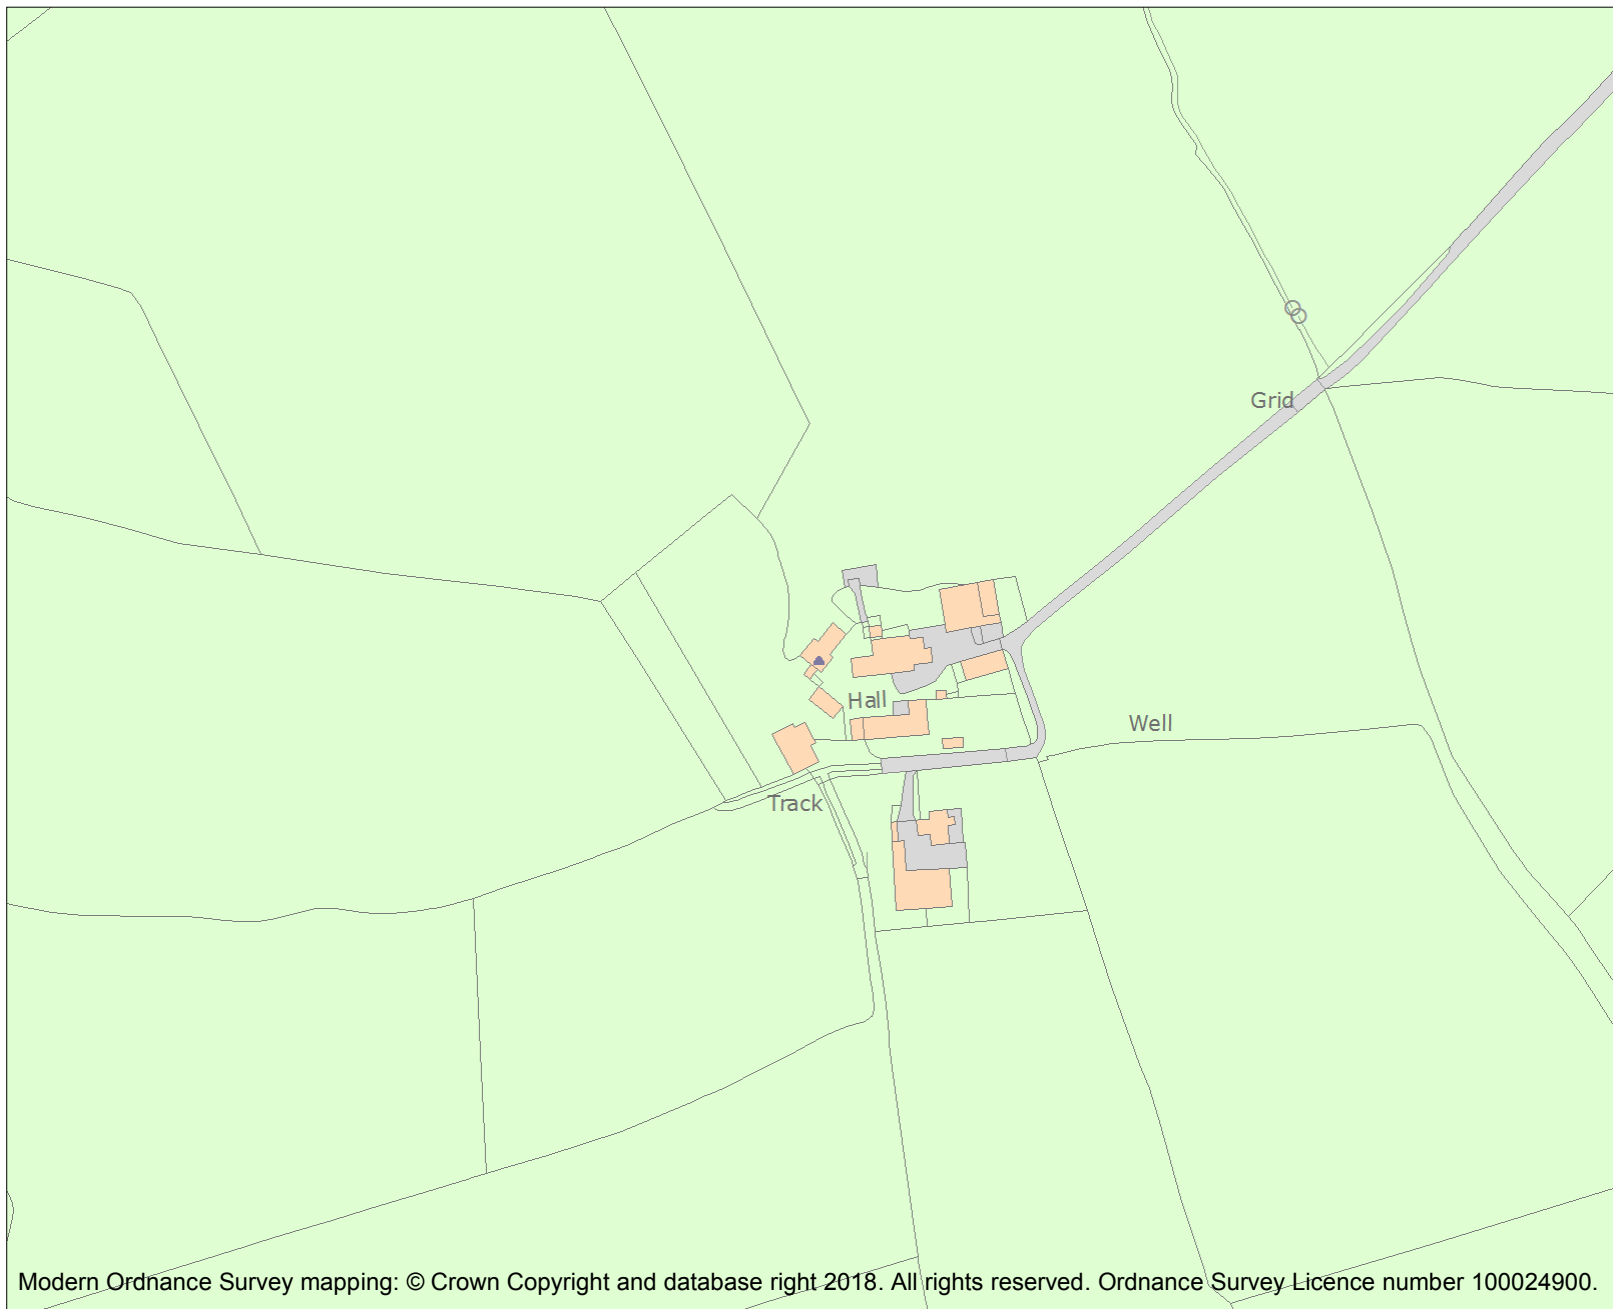 Grid
Hall
Well
Track
Modern Ordnance Survey mapping: © Crown Copyright and database right 2018. All rights reserved. Ordnance Survey Licence number 100024900.